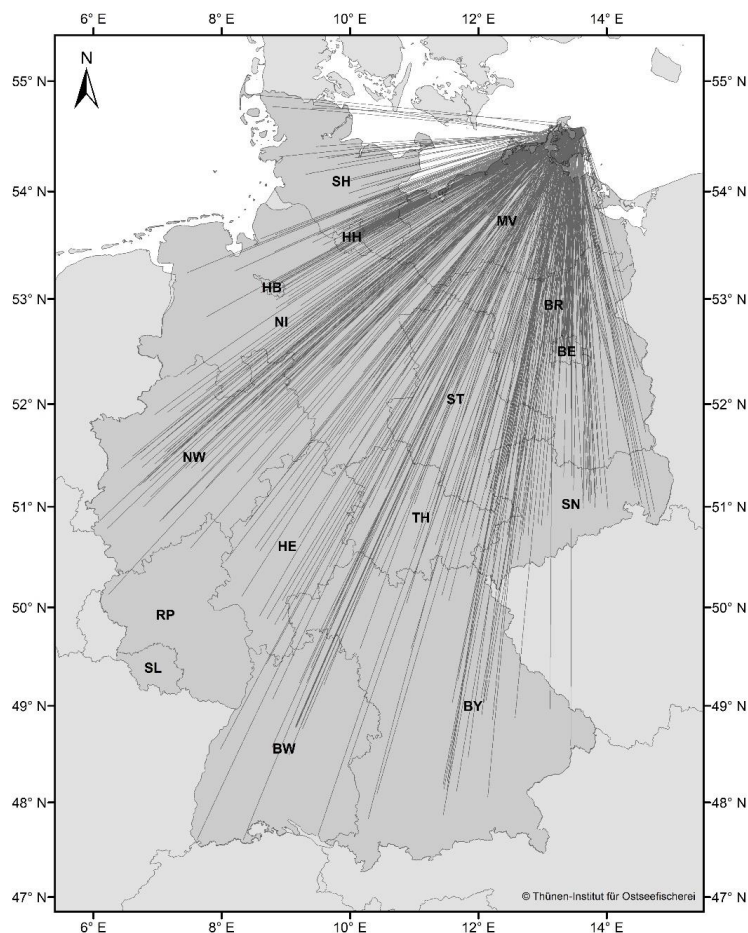 6° E 8° E 10° E 12° E 14° E
N
55° N 55° N
54° N 54° N
SH
MV
HH
HB
53° N 53° N
BR
NI
BE
52° N 52° N
ST
NW
51° N 51° N
SN
TH
HE
50° N 50° N
RP
SL
49° N 49° N
BY
BW
48° N 48° N
47° N 47° N
© Thünen-Institut für Ostseefischerei
6° E 8° E 10° E 12° E 14° E